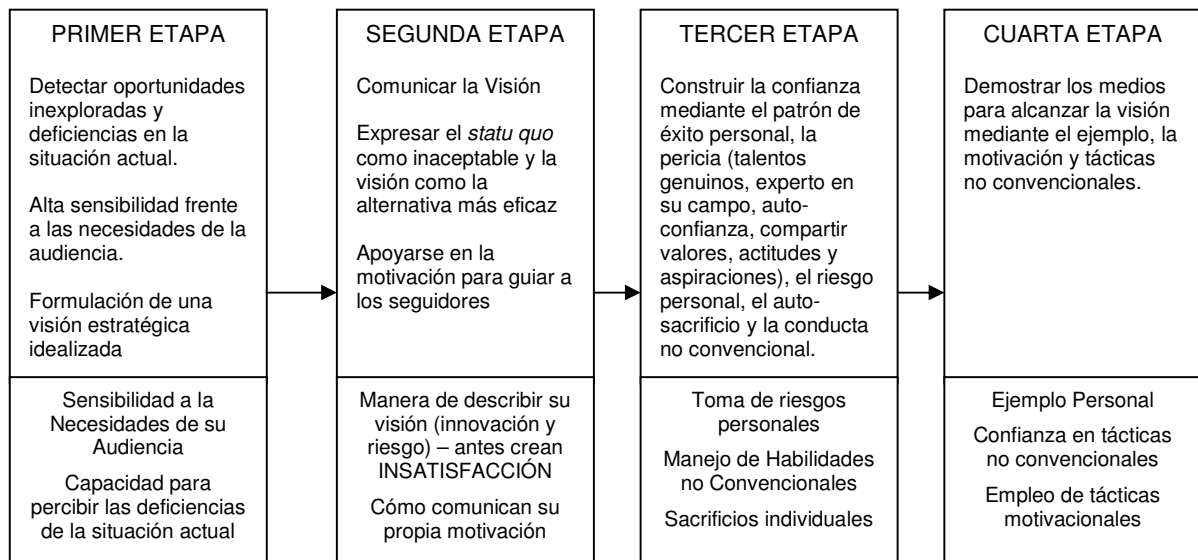 PRIMER ETAPA
Detectar oportunidades
inexploradas y
deficiencias en la
situación actual.
Alta sensibilidad frente
a las necesidades de la
audiencia.
Formulación de una
visión estratégica
idealizada
Sensibilidad a la
Necesidades de su
Audiencia
Capacidad para
percibir las deficiencias
de la situación actual
SEGUNDA ETAPA
Comunicar la Visión
Expresar el statu quo
como inaceptable y la
visión como la
alternativa más eficaz
Apoyarse en la
motivación para guiar a
los seguidores
Manera de describir su
visión (innovación y
riesgo) – antes crean
INSATISFACCIÓN
Cómo comunican su
propia motivación
TERCER ETAPA
Construir la confianza
mediante el patrón de
éxito personal, la
pericia (talentos
genuinos, experto en
su campo, auto-
confianza, compartir
valores, actitudes y
aspiraciones), el riesgo
personal, el auto-
sacrificio y la conducta
no convencional.
Toma de riesgos
personales
Manejo de Habilidades
no Convencionales
Sacrificios individuales
CUARTA ETAPA
Demostrar los medios
para alcanzar la visión
mediante el ejemplo, la
motivación y tácticas
no convencionales.
Ejemplo Personal
Confianza en tácticas
no convencionales
Empleo de tácticas
motivacionales